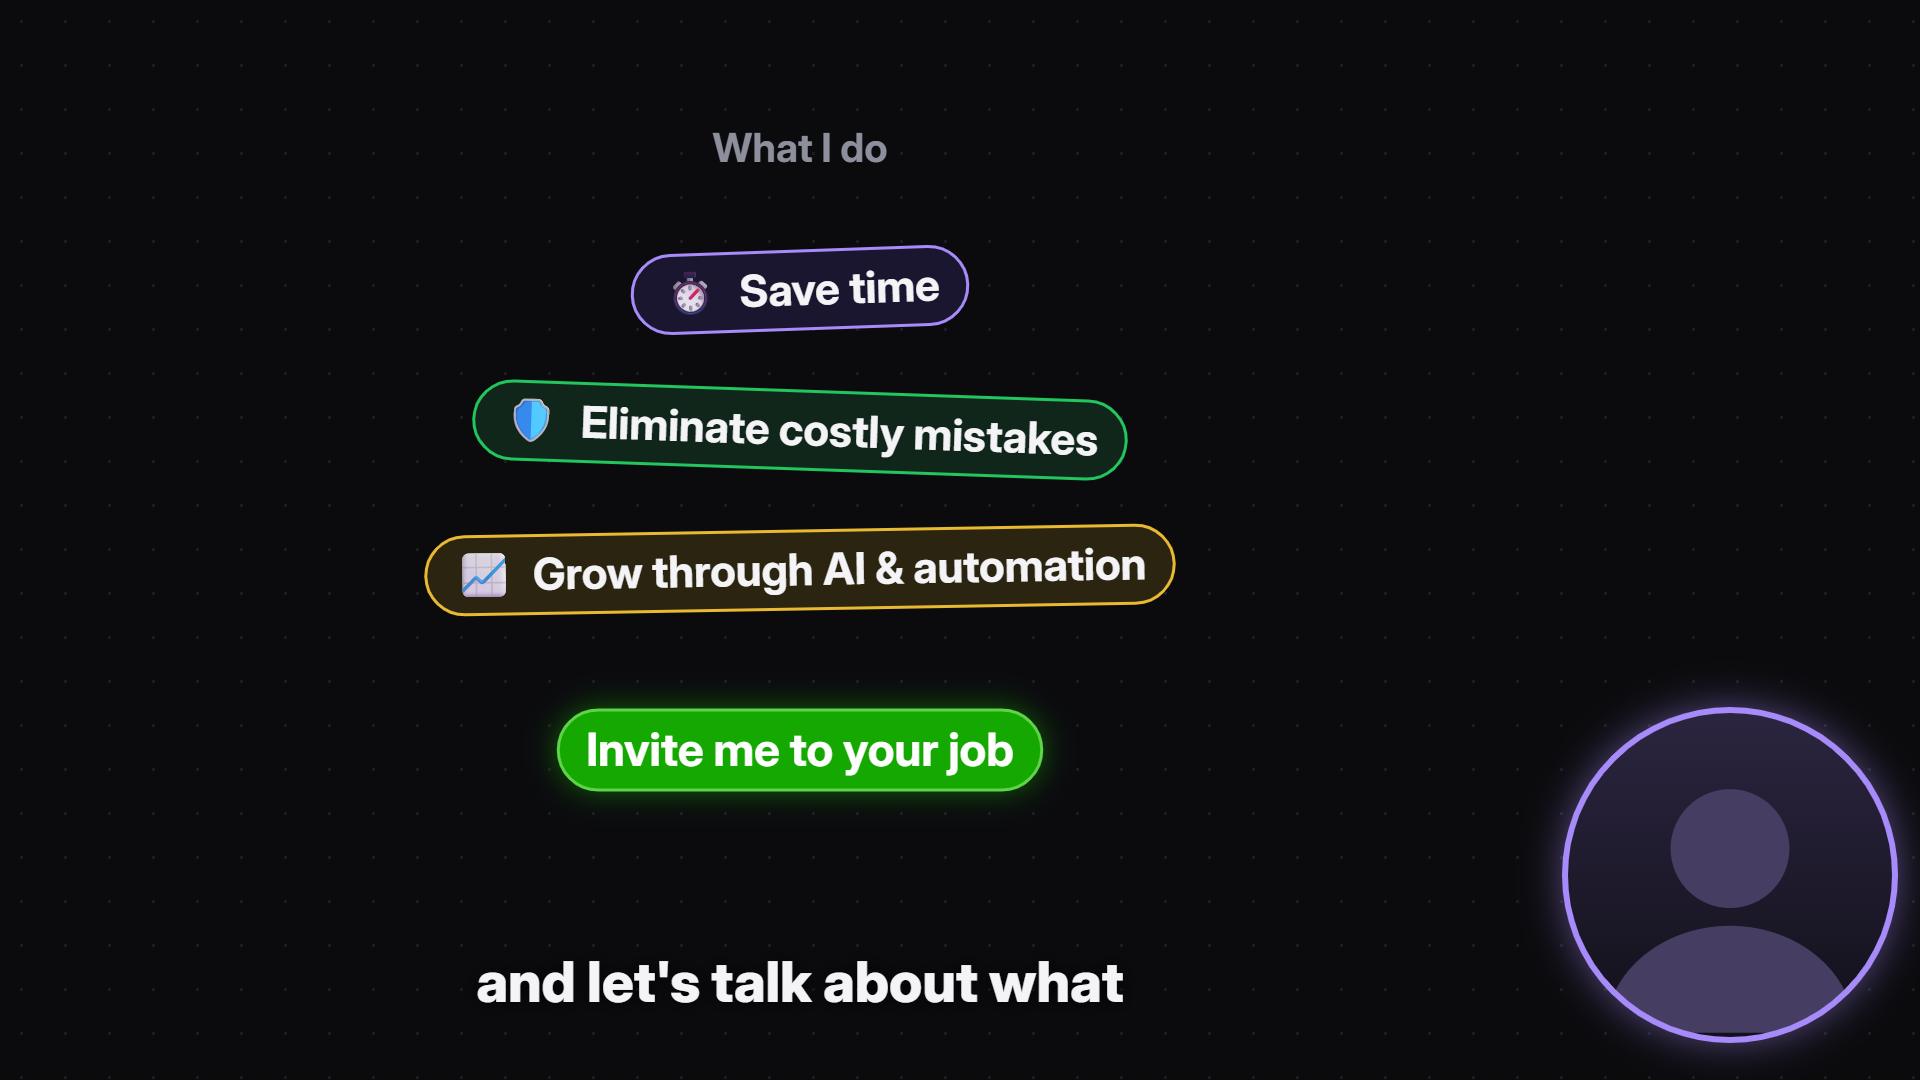 What I do
Save time
Eliminate costly mistakes
Grow through AI & automation
Invite me to your job
and let's talk about what